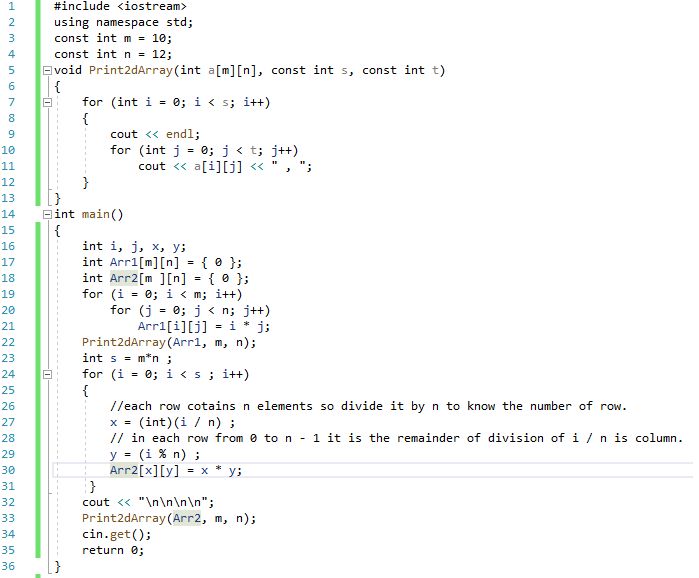 1 #include <iostream>
2 using namespace std;
3 const int m = 10;
4 const int n = 12;
5 void Print2dArray(int a[m][n], const int s, const int t)
6 {
7 for (int i = 0; i < s; i++)
8 {
9 cout << endl;
10 for (int j = 0; j < t; j++)
11 cout << a[i][j] << " , ";
12 }
13 }
14 int main()
15 {
16 int i, j, x, y;
17 int Arr1[m][n] = { 0 };
18 int Arr2[m ][n] = { 0 };
19 for (i = 0; i < m; i++)
20 for (j = 0; j < n; j++)
21 Arr1[i][j] = i * j;
22 Print2dArray(Arr1, m, n);
23 int s = m*n ;
24 for (i = 0; i < s ; i++)
25 {
26 //each row cotains n elements so divide it by n to know the number of row.
27 x = (int)(i / n) ;
28 // in each row from 0 to n - 1 it is the remainder of division of i / n is column.
29 y = (i % n) ;
30 Arr2[x][y] = x * y;
31 }
32 cout << "\n\n\n\n";
33 Print2dArray(Arr2, m, n);
34 cin.get();
35 return 0;
36 }